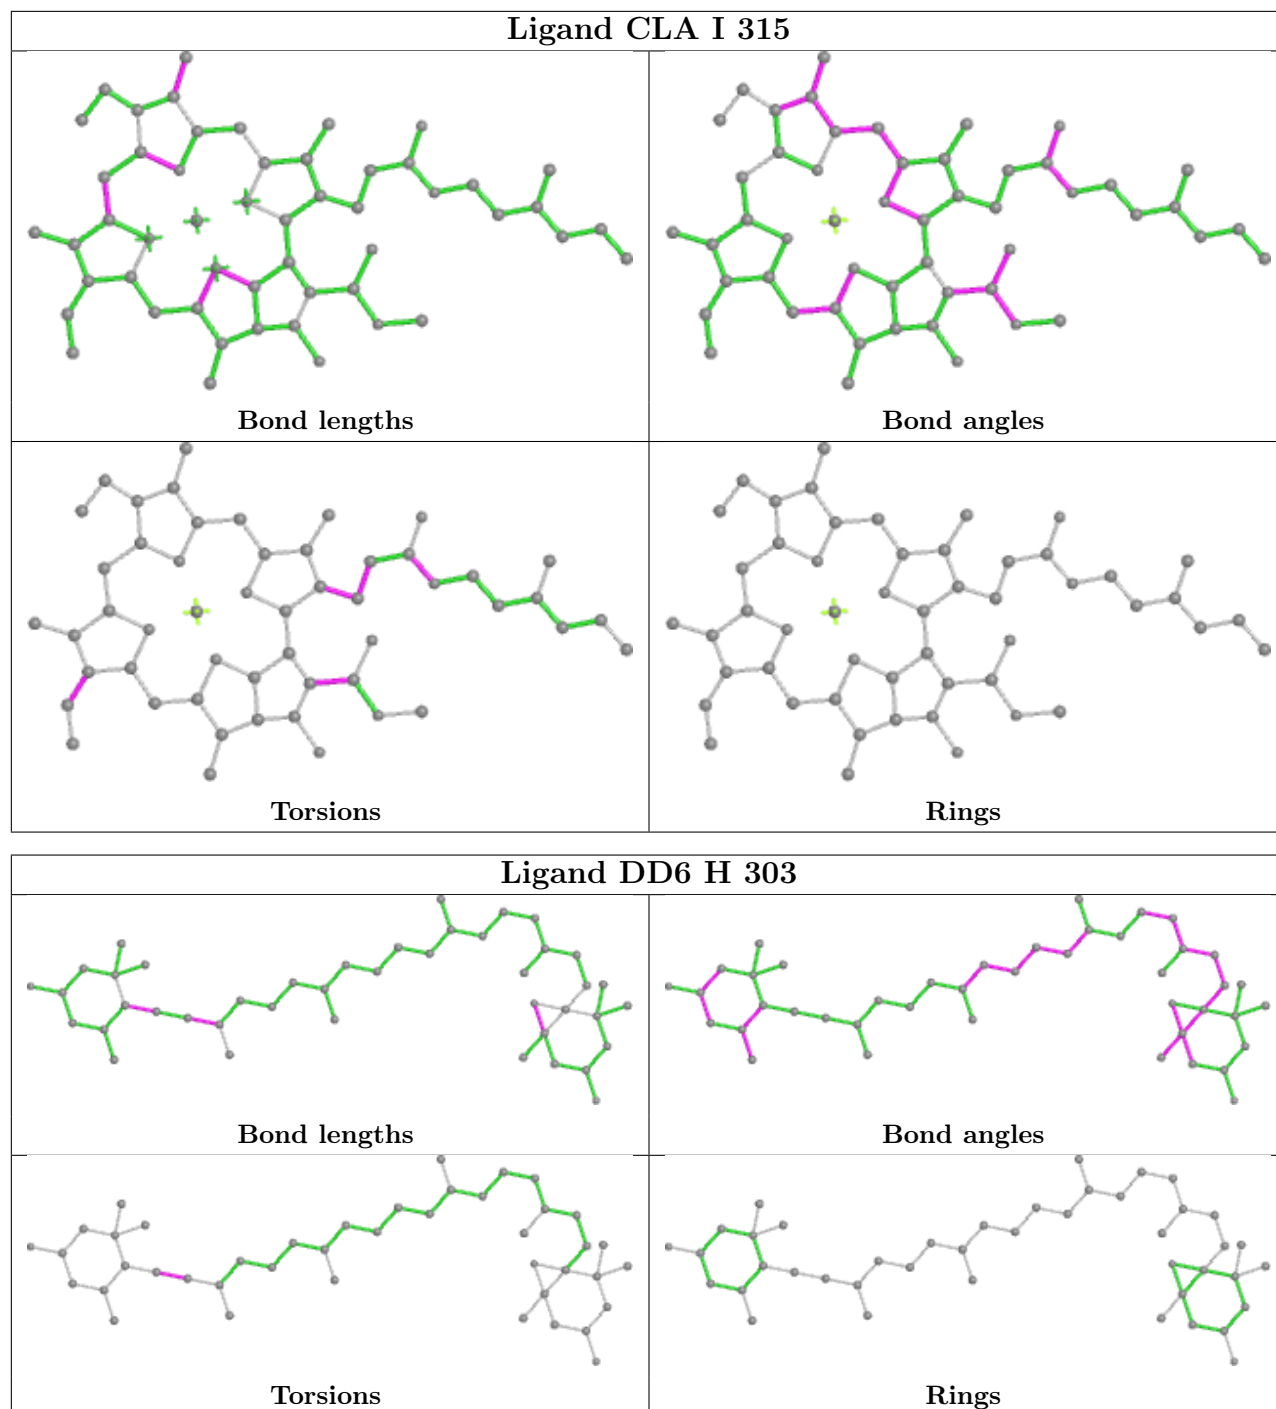 Ligand CLA I 315
Bond lengths
Bond angles
Torsions
Rings
Ligand DD6 H 303
Bond lengths
Bond angles
Torsions
Rings